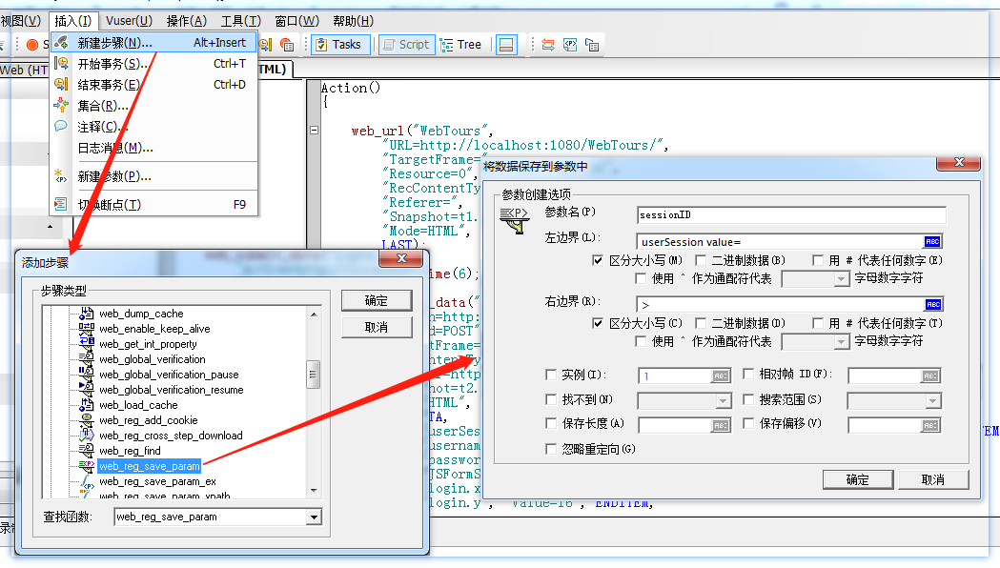 视图(V) 插入(I) Vuser(U) 操作(A) 工具(T) 窗口(W) 帮助(H)
新建步骤(N)... Alt+Insert
Tasks Script Tree
开始事务(S)... Ctrl+T
Web (HT
TML)
结束事务(E) Ctrl+D
集合(R)...
注释(C)...
日志消息(M)...
新建参数(P)...
切换断点(T) F9
Action()
{
web_url("WebTours",
"URL=http://localhost:1080/WebTours/",
"TargetFrame=
"Resource=0",
"RecContentTy
"Referer=",
"Snapshot=t1.
"Mode=HTML",
LAST);
ime(6);
_data("
n=http:
d=POST"
tFrame=
ntentTy
r=http
hot=t2.
HTML",
TA,
userSes
TEM
usernam
passwor
JSFormS
login.x
login.y", "Value=16", ENDITEM,
添加步骤
步骤类型
web_dump_cache
web_enable_keep_alive
web_get_int_property
web_global_verification
web_global_verification_pause
web_global_verification_resume
web_load_cache
web_reg_add_cookie
web_reg_cross_step_download
web_reg_find
web_reg_save_param
web_reg_save_param_ex
web_reg_save_param_xpath
查找函数: web_reg_save_param
确定
取消
将数据保存到参数中
参数创建选项
参数名(P) sessionID
左边界(L): userSession value= ABC
区分大小写(M) 二进制数据(B) 用 # 代表任何数字(E)
使用 ^ 作为通配符代表 字母数字字符
右边界(R): > ABC
区分大小写(C) 二进制数据(D) 用 # 代表任何数字(T)
使用 ^ 作为通配符代表 字母数字字符
实例(I): 1 ABC 相对帧 ID(F): ABC
找不到(N) 搜索范围(S)
保存长度(A) ABC 保存偏移(V) ABC
忽略重定向(G)
确定 取消